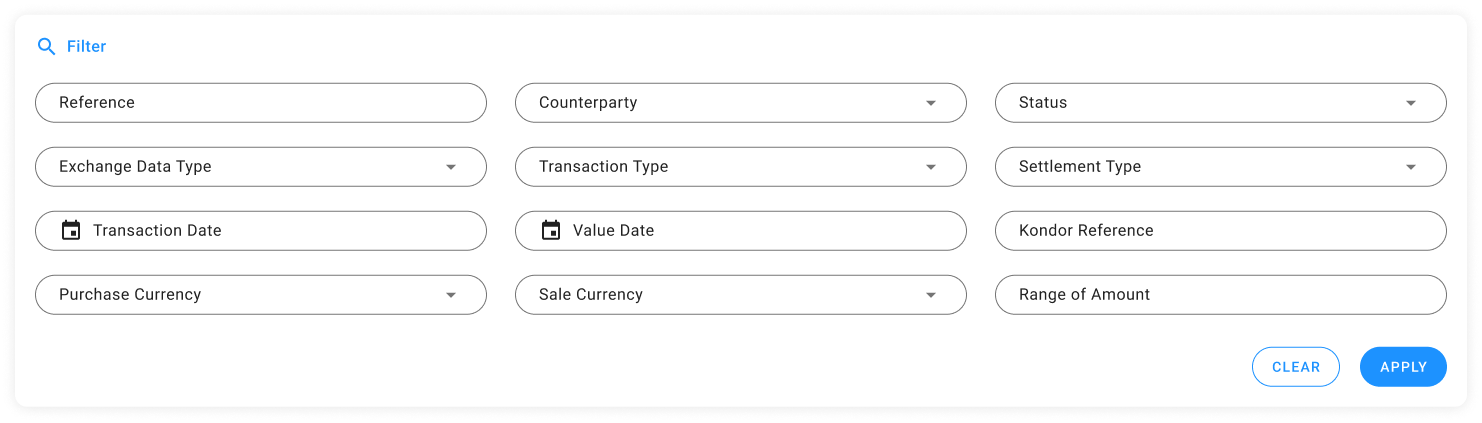 Filter
Reference
Counterparty
Status
Exchange Data Type
Transaction Type
Settlement Type
Transaction Date
Value Date
Kondor Reference
Purchase Currency
Sale Currency
Range of Amount
CLEAR
APPLY